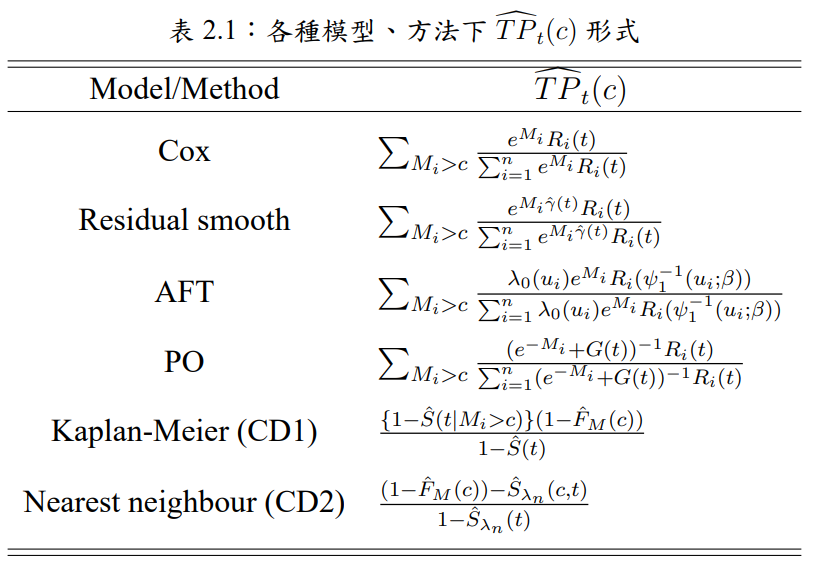 表 2.1：各種模型、方法下 $\widehat{TP}_t(c)$ 形式
Model/Method $\widehat{TP}_t(c)$
Cox $\sum_{M_i>c} \frac{e^{M_i}R_i(t)}{\sum_{i=1}^{n} e^{M_i}R_i(t)}$
Residual smooth $\sum_{M_i>c} \frac{e^{M_i\hat{\gamma}(t)}R_i(t)}{\sum_{i=1}^{n} e^{M_i\hat{\gamma}(t)}R_i(t)}$
AFT $\sum_{M_i>c} \frac{\lambda_0(u_i)e^{M_i}R_i(\psi_1^{-1}(u_i;\beta))}{\sum_{i=1}^{n} \lambda_0(u_i)e^{M_i}R_i(\psi_1^{-1}(u_i;\beta))}$
PO $\sum_{M_i>c} \frac{(e^{-M_i}+G(t))^{-1}R_i(t)}{\sum_{i=1}^{n}(e^{-M_i}+G(t))^{-1}R_i(t)}$
Kaplan-Meier (CD1) $\frac{\{1-\hat{S}(t|M_i>c)\}(1-\hat{F}_M(c))}{1-\hat{S}(t)}$
Nearest neighbour (CD2) $\frac{(1-\hat{F}_M(c))-\hat{S}_{\lambda_n}(c,t)}{1-\hat{S}_{\lambda_n}(t)}$